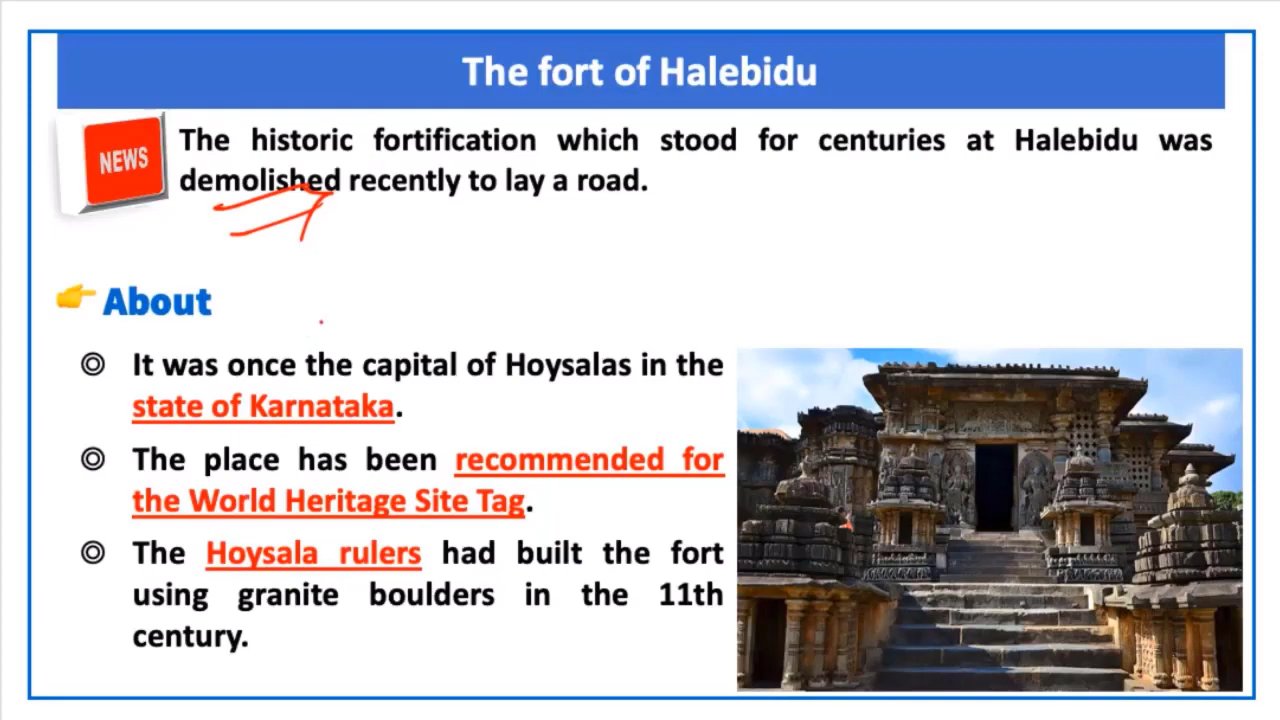 The fort of Halebidu
NEWS
The historic fortification which stood for centuries at Halebidu was
demolished recently to lay a road.
About
It was once the capital of Hoysalas in the
state of Karnataka.
The place has been recommended for
the World Heritage Site Tag.
The Hoysala rulers had built the fort
using granite boulders in the 11th
century.